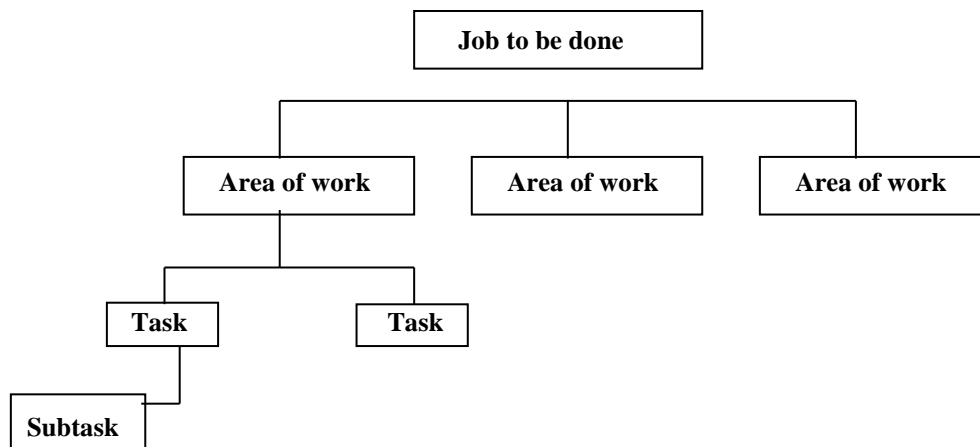 Job to be done
Area of work
Area of work
Area of work
Task
Task
Subtask